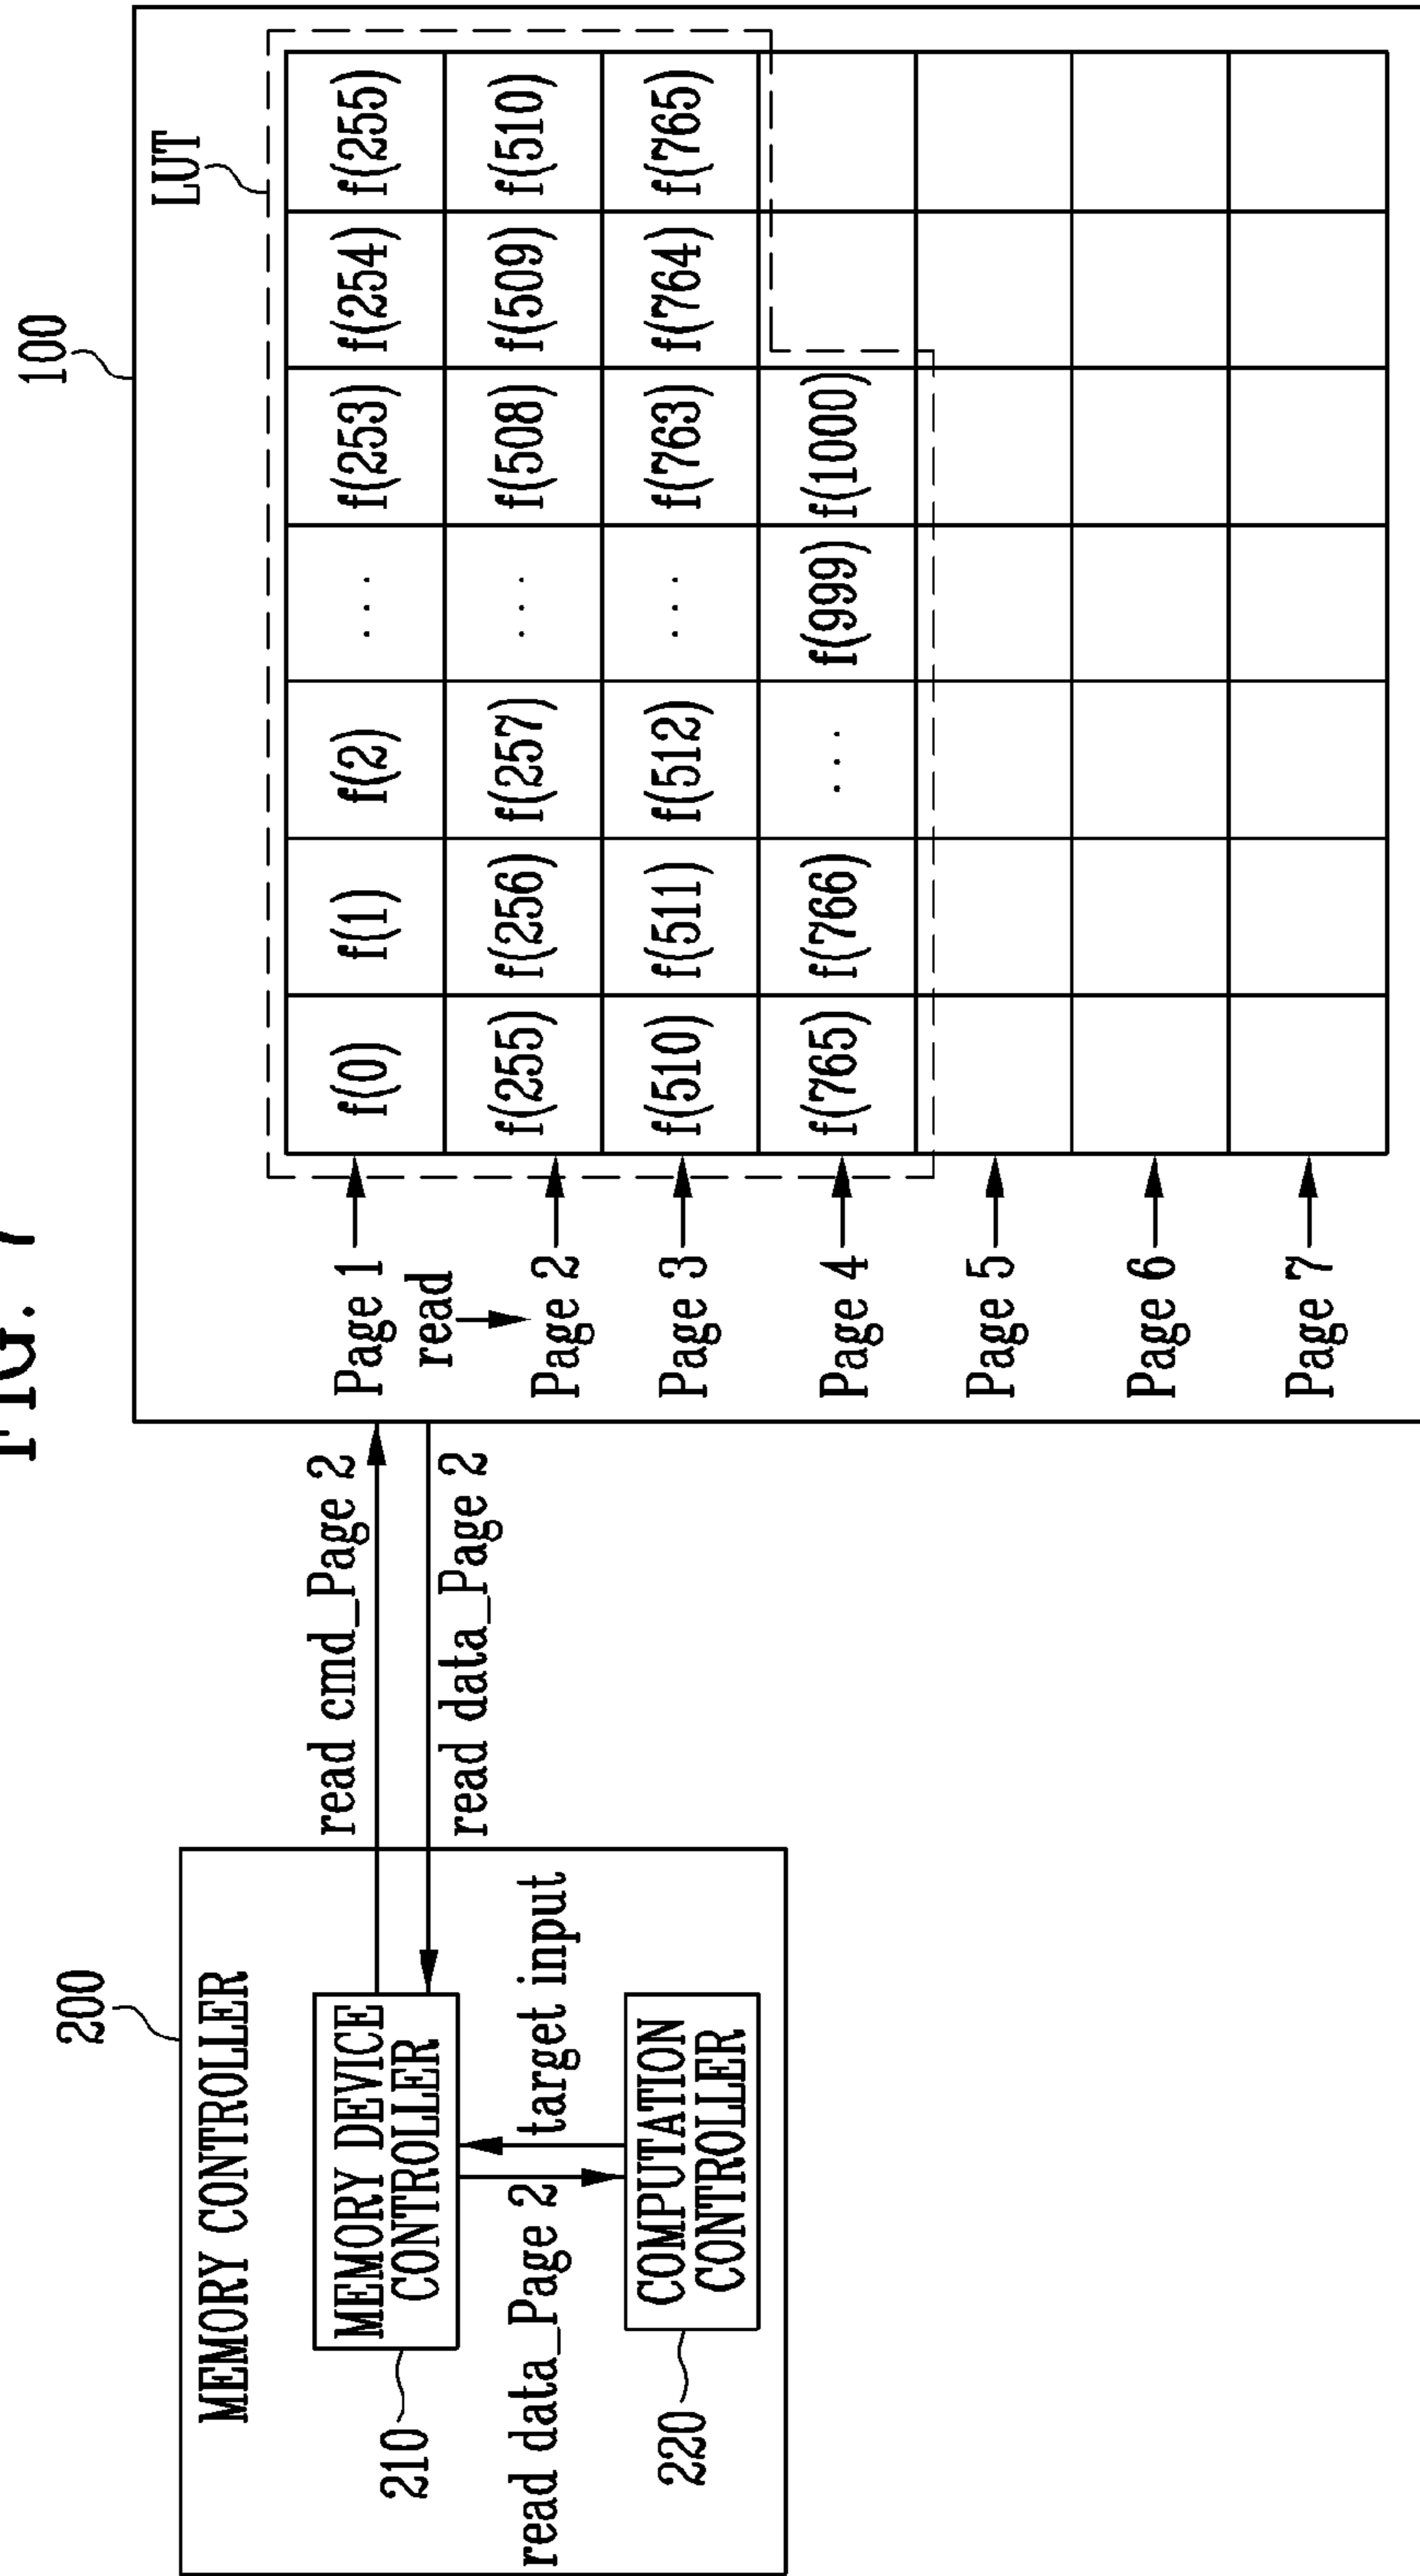 FIG. 7
200
MEMORY CONTROLLER
MEMORY DEVICE
CONTROLLER
210
read data_Page 2
target input
COMPUTATION
CONTROLLER
220
read cmd_Page 2
read data_Page 2
100
LUT
Page 1 f(0) f(1) f(2) ... f(253) f(254) f(255)
read
Page 2 f(255) f(256) f(257) ... f(508) f(509) f(510)
Page 3 f(510) f(511) f(512) ... f(763) f(764) f(765)
Page 4 f(765) f(766) ... f(999) f(1000)
Page 5
Page 6
Page 7